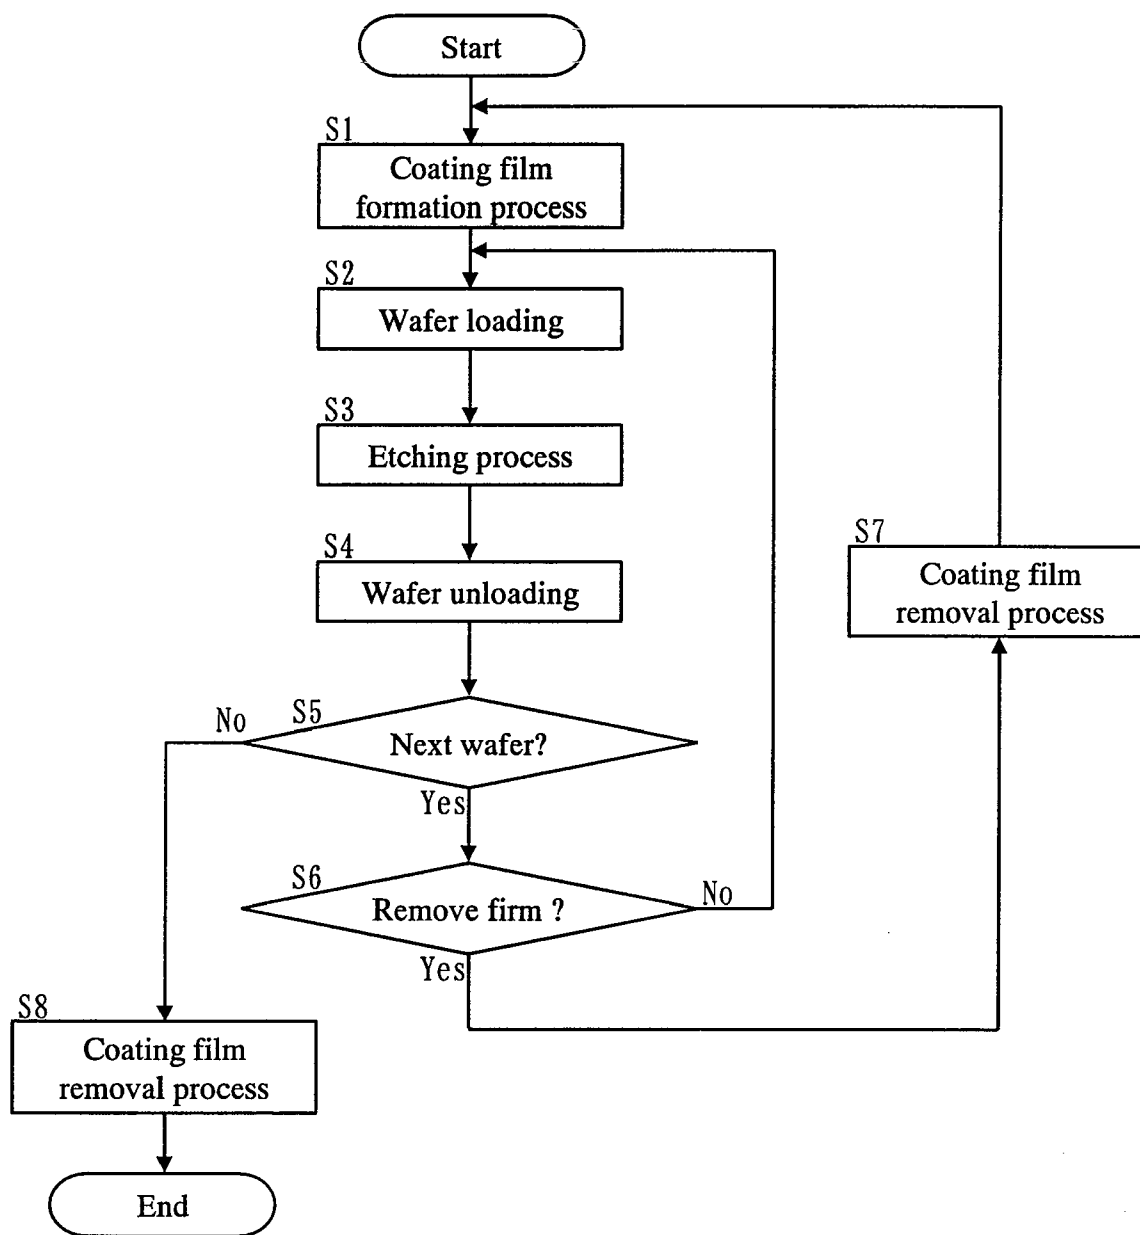 Start
S1
Coating film
formation process
S2
Wafer loading
S3
Etching process
S4
Wafer unloading
S7
Coating film
removal process
No
S5
Next wafer?
Yes
S6
Remove firm ?
No
Yes
S8
Coating film
removal process
End